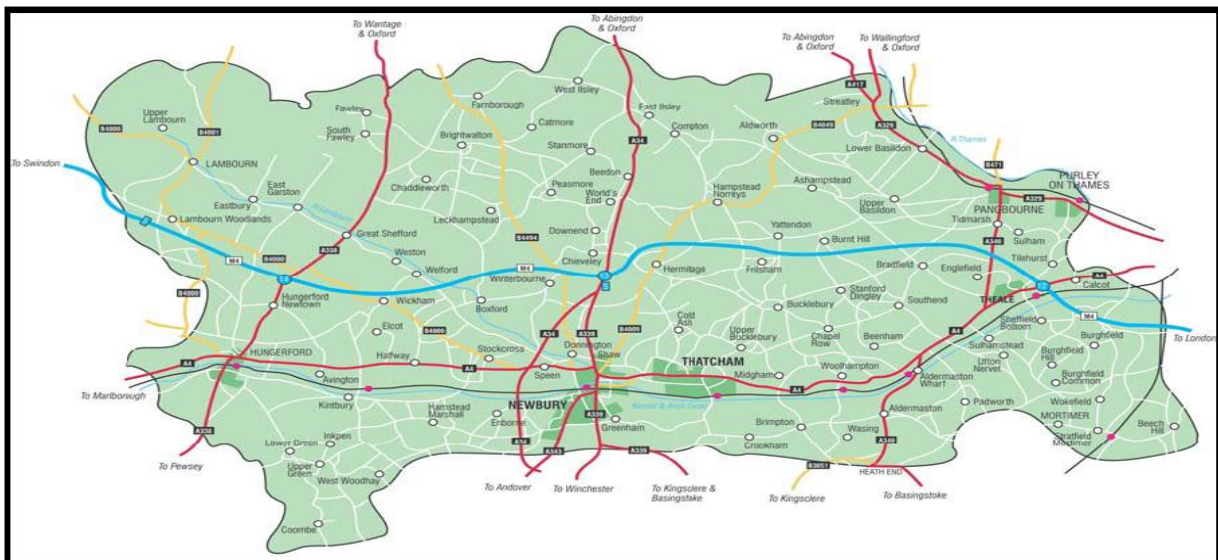 To Wantage
& Oxford
To Abingdon
& Oxford
To Abingdon
& Oxford
To Wallingford
& Oxford
A417
Streatley
A329
West Ilsley
Farnborough
Fawley
East Ilsley
Upper
Lambourn
B4000
B4001
South
Fawley
Brightwalton
Catmore
A34
Compton
Aldworth
B4009
R.Thames
Lower Basildon
Stanmore
To Swindon
LAMBOURN
B471
PURLEY
ON THAMES
Beedon
East
Garston
Chaddleworth
Peasmore
World's
End
Hampstead
Norreys
Ashampstead
Upper
Basildon
A329
PANGBOURNE
Eastbury
R.Lambourn
Leckhampstead
Lambourn Woodlands
Great Shefford
Downend
B4494
Yattendon
Burnt Hill
Tidmarsh
A340
Sulham
A338
Weston
Chieveley
M4
B4000
M4
Welford
13
Hermitage
Frilsham
Bradfield
Englefield
Tilehurst
14
Winterbourne
A4
Calcot
12
B4000
Hungerford
Newtown
Wickham
Boxford
Stanford
Dingley
Bucklebury
Southend
THEALE
M4
Elcot
B4000
A34
A339
B4009
Cold
Ash
Upper
Bucklebury
Chapel
Row
Beenham
A4
Sheffield
Bottom
Burghfield
To London
HUNGERFORD
Halfway
Stockcross
Donnington
Shaw
Sulhamstead
Burghfield
Hill
A4
A4
Speen
THATCHAM
Midgham
Woolhampton
Ufton
Nervet
Aldermaston
Wharf
Burghfield
Common
Avington
A4
To Marlborough
Kintbury
NEWBURY
Kennet & Avon Canal
Padworth
Wokefield
Hamstead
Marshall
Enborne
A339
Greenham
Aldermaston
MORTIMER
A338
Brimpton
Wasing
Beech
Hill
Stratfield
Mortimer
Lower Green
Inkpen
A34
A343
A339
Crookham
A340
To Pewsey
Upper
Green
West Woodhay
B3051
HEATH END
To Andover
To Winchester
To Kingsclere &
Basingstoke
To Kingsclere
To Basingstoke
Coombe